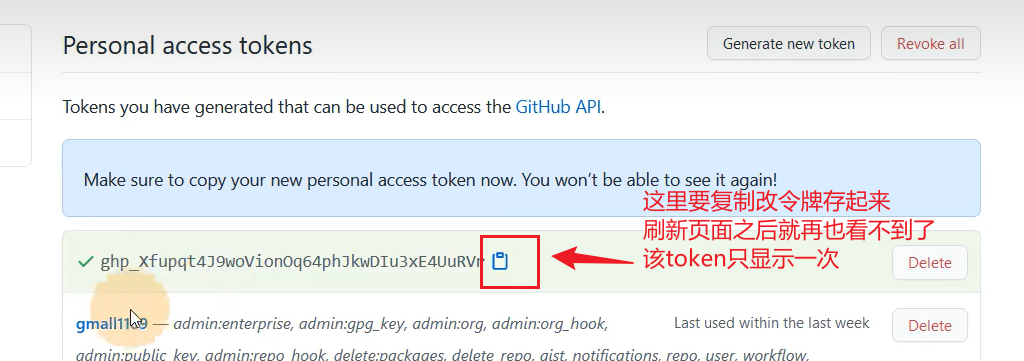 Personal access tokens
Generate new token
Revoke all
Tokens you have generated that can be used to access the GitHub API.
Make sure to copy your new personal access token now. You won't be able to see it again!
这里要复制改令牌存起来
刷新页面之后就再也看不到了
该token只显示一次
Delete
— admin:enterprise, admin:gpg_key, admin:org, admin:org_hook,
Last used within the last week
Delete
admin:public_key, admin:repo_hook, delete:packages, delete_repo, gist, notifications, repo, user, workflow,